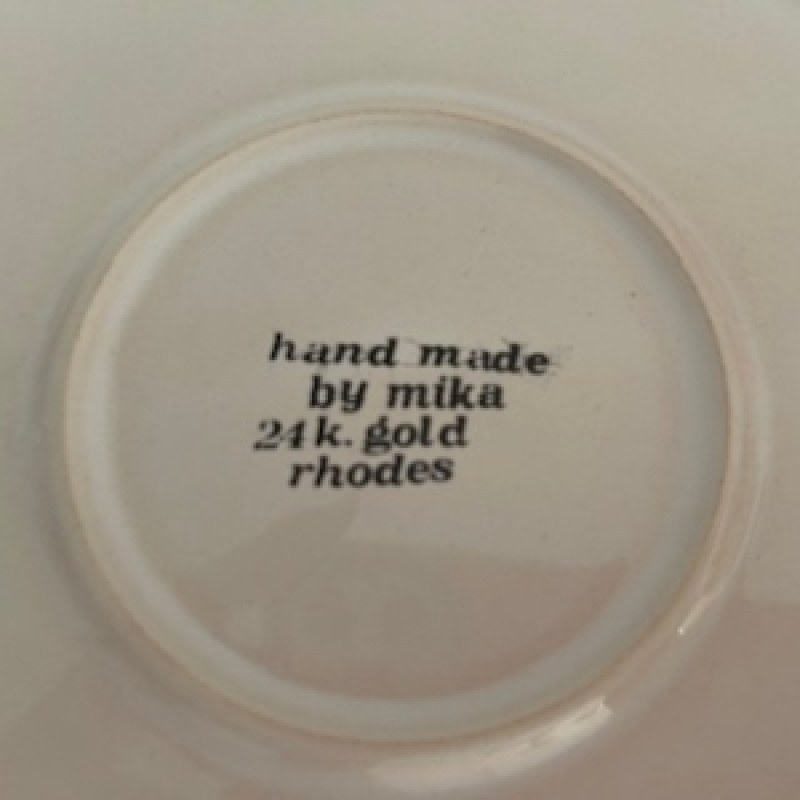 hand made
by mika
24k. gold
rhodes